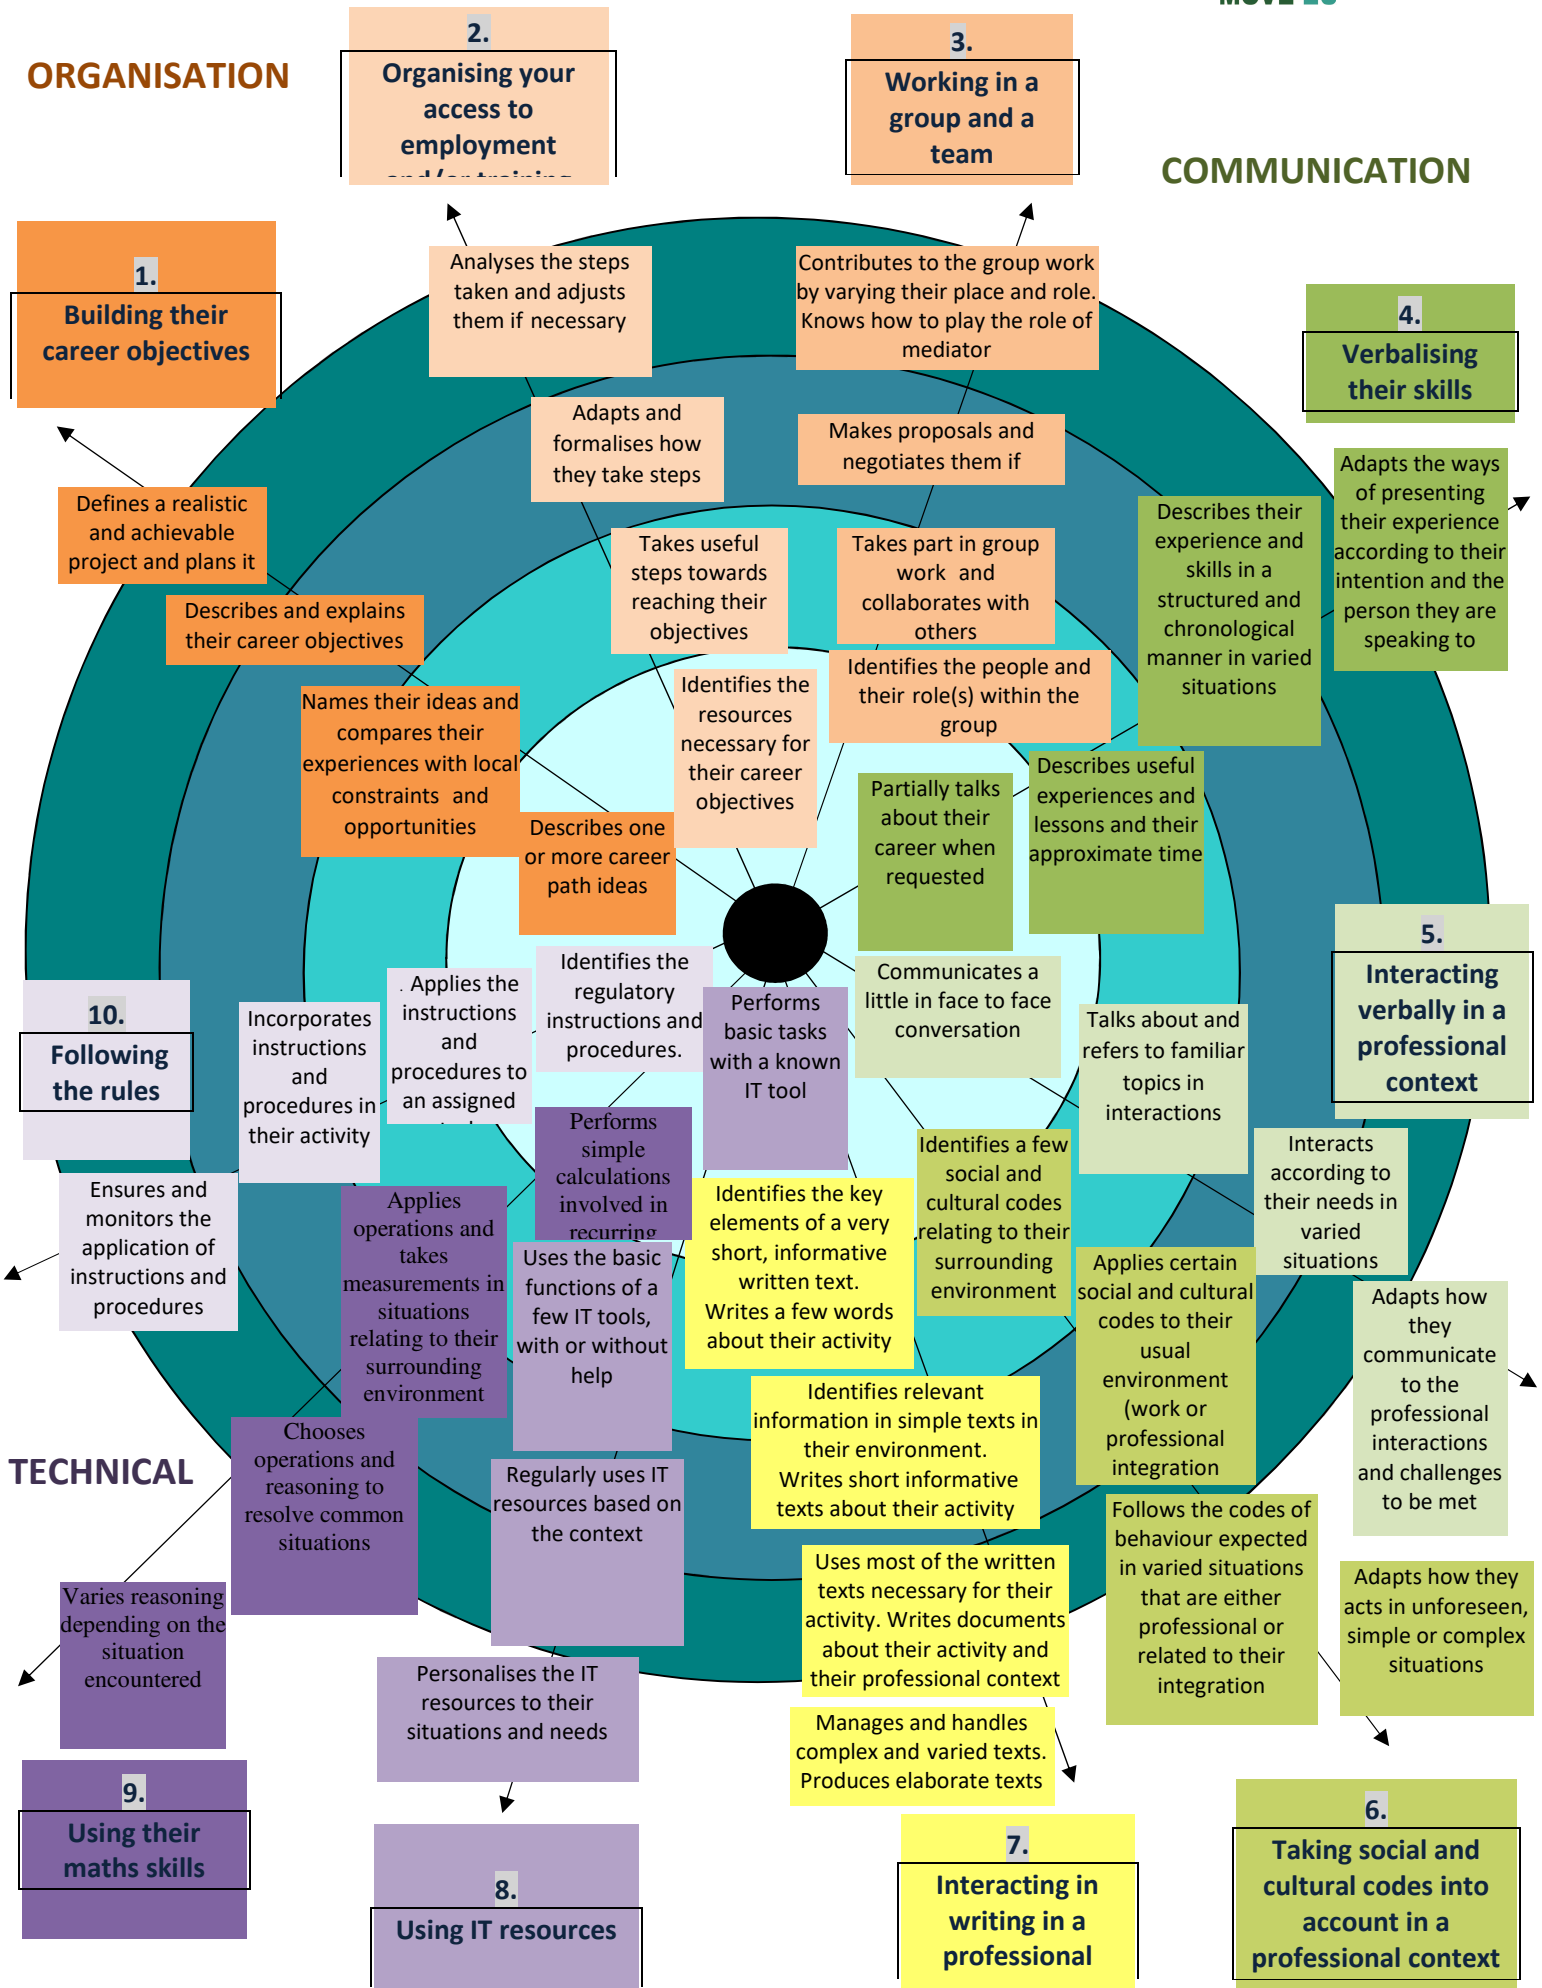 MOVE EU
ORGANISATION
2.
Organising your
access to
employment
and/or training
3.
Working in a
group and a
team
COMMUNICATION
1.
Building their
career objectives
4.
Verbalising
their skills
Analyses the steps
taken and adjusts
them if necessary
Contributes to the group work
by varying their place and role.
Knows how to play the role of
mediator
Adapts and
formalises how
they take steps
Makes proposals and
negotiates them if
Takes useful
steps towards
reaching their
objectives
Takes part in group
work and
collaborates with
others
Identifies the
resources
necessary for
their career
objectives
Identifies the people and
their role(s) within the
group
Defines a realistic
and achievable
project and plans it
Describes and explains
their career objectives
Names their ideas and
compares their
experiences with local
constraints and
opportunities
Describes one
or more career
path ideas
Adapts the ways
of presenting
their experience
according to their
intention and the
person they are
speaking to
Describes their
experience and
skills in a
structured and
chronological
manner in varied
situations
Describes useful
experiences and
lessons and their
approximate time
Partially talks
about their
career when
requested
5.
Interacting
verbally in a
professional
context
Communicates a
little in face to face
conversation
Talks about and
refers to familiar
topics in
interactions
Interacts
according to
their needs in
varied
situations
Adapts how
they
communicate
to the
professional
interactions
and challenges
to be met
10.
Following
the rules
Identifies the
regulatory
instructions and
procedures.
. Applies the
instructions
and
procedures to
an assigned
Incorporates
instructions
and
procedures in
their activity
Ensures and
monitors the
application of
instructions and
procedures
Performs
basic tasks
with a known
IT tool
Performs
simple
calculations
involved in
recurring
Applies
operations and
takes
measurements in
situations
relating to their
surrounding
environment
Uses the basic
functions of a
few IT tools,
with or without
help
Identifies the key
elements of a very
short, informative
written text.
Writes a few words
about their activity
Identifies a few
social and
cultural codes
relating to their
surrounding
environment
Applies certain
social and cultural
codes to their
usual
environment
(work or
professional
integration
Identifies relevant
information in simple texts in
their environment.
Writes short informative
texts about their activity
TECHNICAL
Chooses
operations and
reasoning to
resolve common
situations
Regularly uses IT
resources based on
the context
Follows the codes of
behaviour expected
in varied situations
that are either
professional or
related to their
integration
Uses most of the written
texts necessary for their
activity. Writes documents
about their activity and
their professional context
Adapts how they
acts in unforeseen,
simple or complex
situations
Varies reasoning
depending on the
situation
encountered
Personalises the IT
resources to their
situations and needs
Manages and handles
complex and varied texts.
Produces elaborate texts
9.
Using their
maths skills
8.
Using IT resources
7.
Interacting in
writing in a
professional
6.
Taking social and
cultural codes into
account in a
professional context